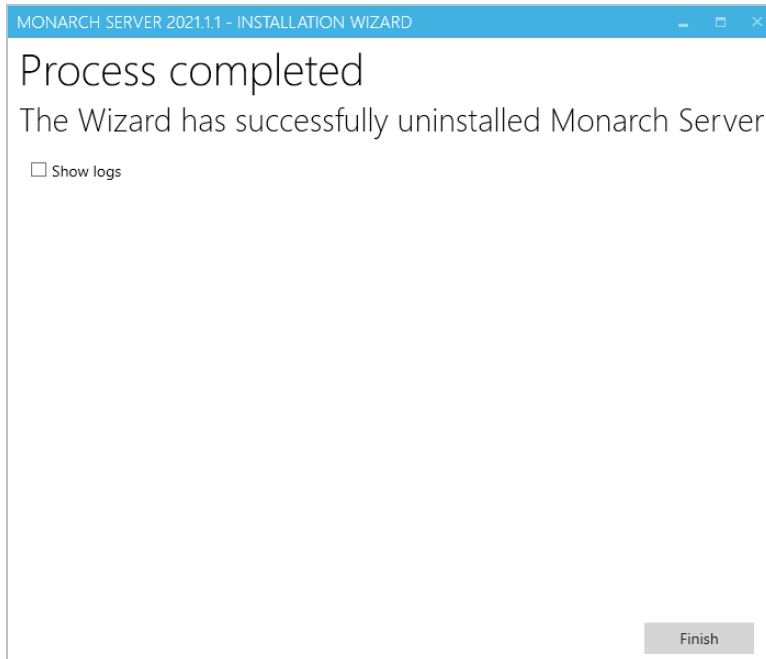 MONARCH SERVER 2021.1.1 - INSTALLATION WIZARD
Process completed
The Wizard has successfully uninstalled Monarch Server
Show logs
Finish